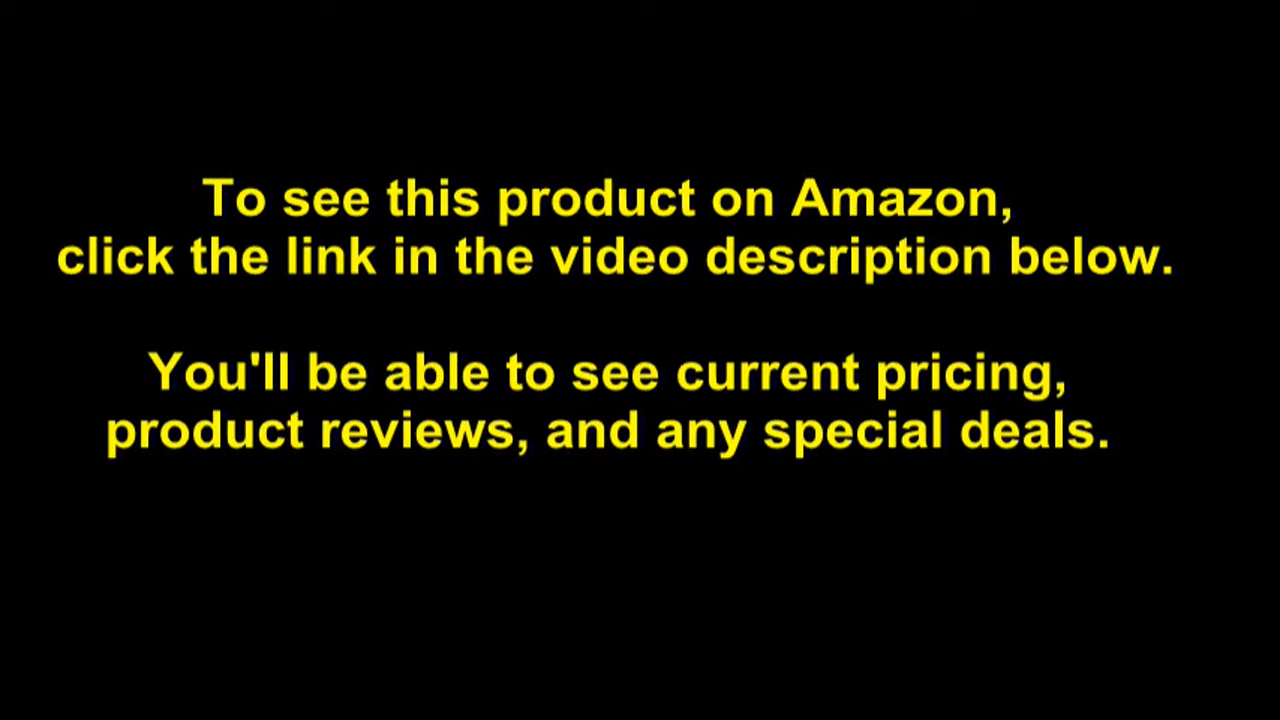 To see this product on Amazon,
click the link in the video description below.
You'll be able to see current pricing,
product reviews, and any special deals.